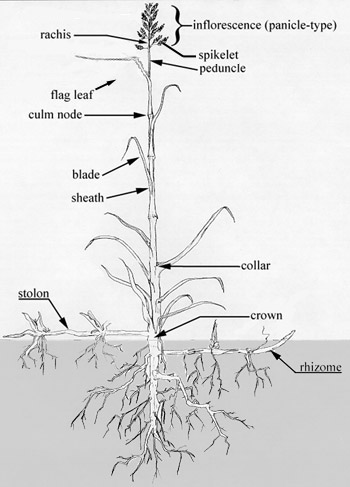 inflorescence (panicle-type)
rachis
spikelet
peduncle
flag leaf
culm node
blade
sheath
collar
stolon
crown
rhizome